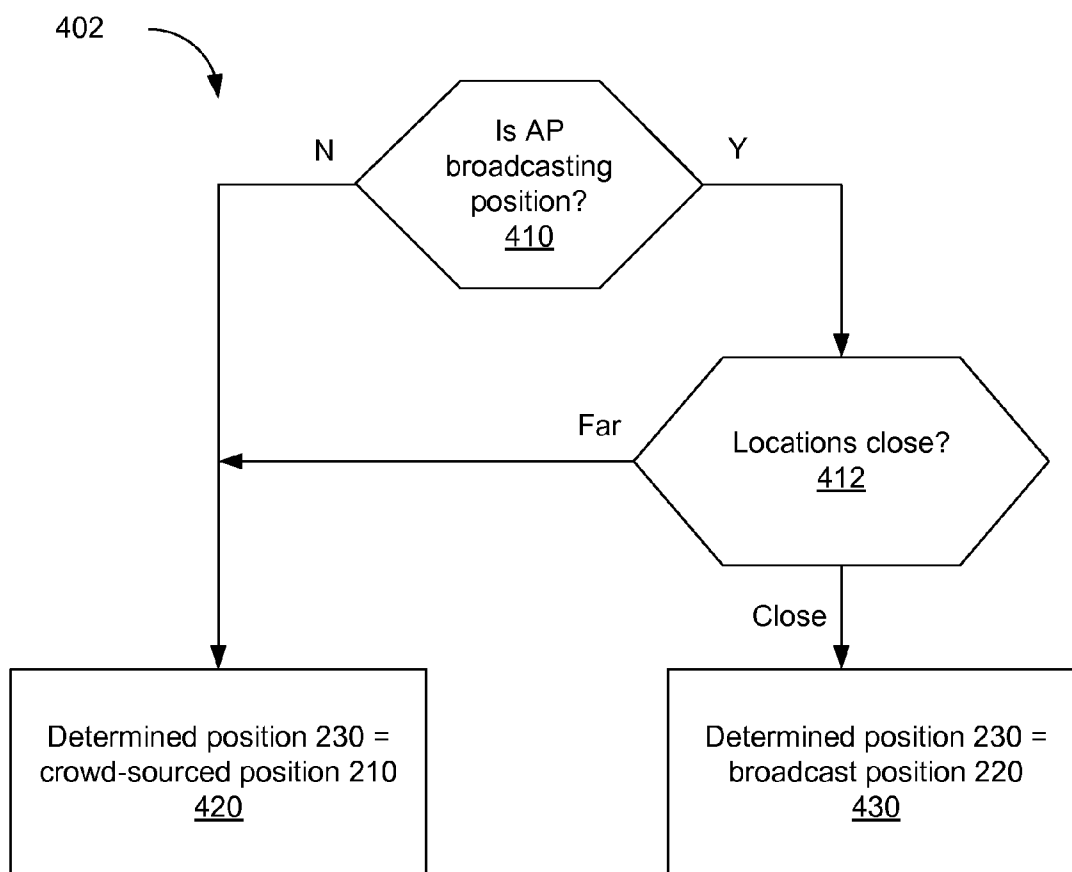 402
Is AP
broadcasting
position?
410
N
Y
Locations close?
412
Far
Close
Determined position 230 =
crowd-sourced position 210
420
Determined position 230 =
broadcast position 220
430